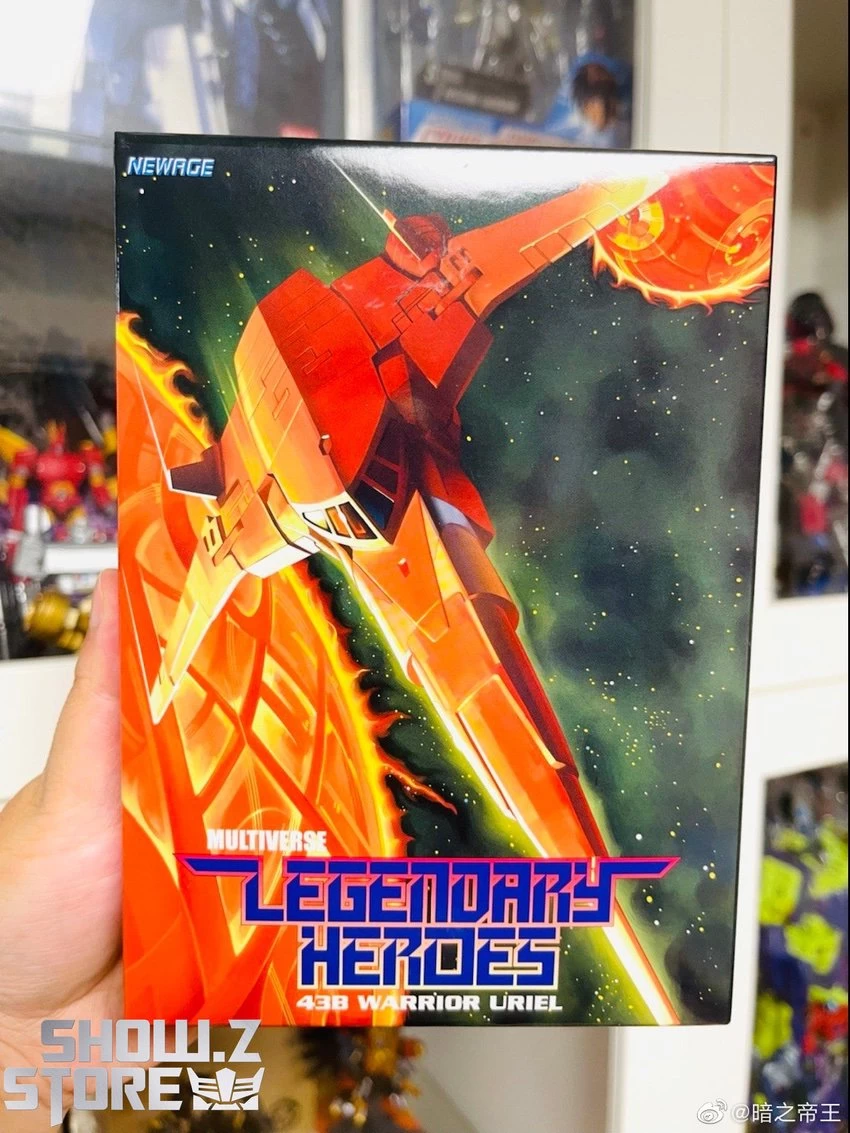 NEWAGE
MULTIVERSE
LEGENDARY
HEROES
43B WARRIOR URIEL
SHOW.Z
STORE
@暗之帝王